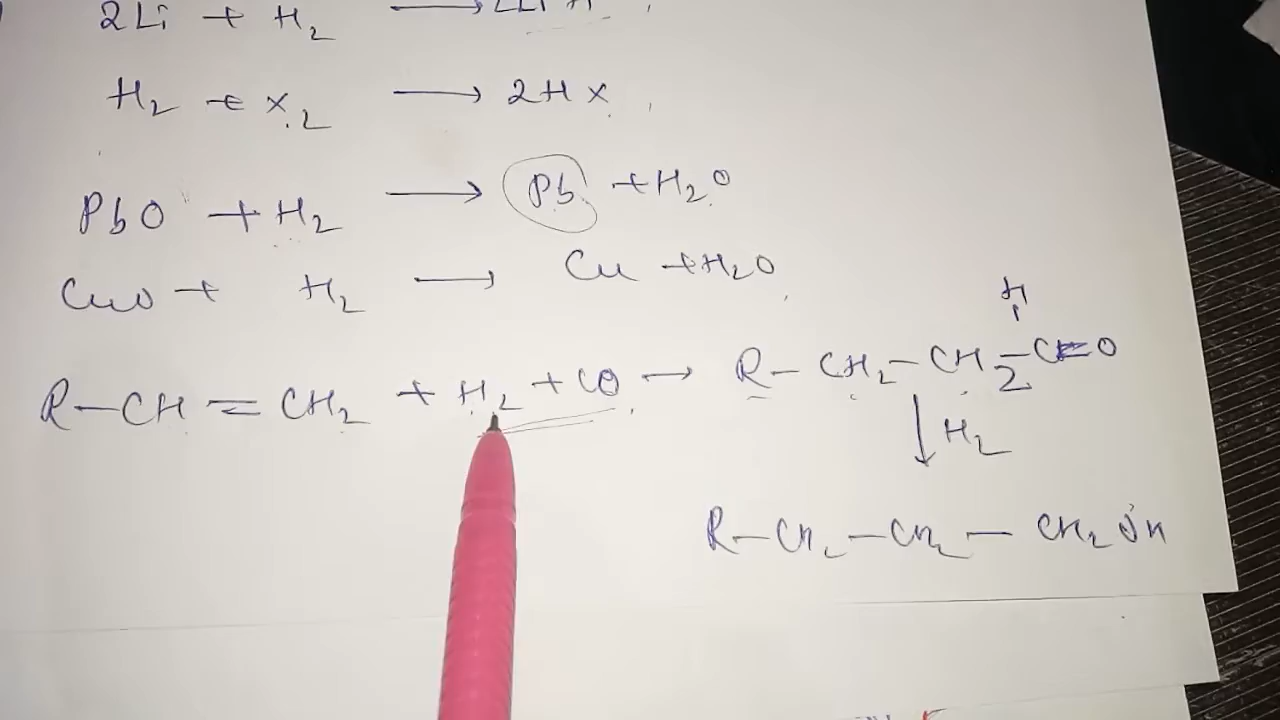 2Li + H2 ⟶ 2LiH
H2 + X2 ⟶ 2HX
PbO + H2 ⟶ Pb + H2O
CuO + H2 ⟶ Cu + H2O
H
R-CH=CH2 + H2 + CO → R-CH2-CH2-C=O
↓ H2
R-CH2-CH2-CH2OH